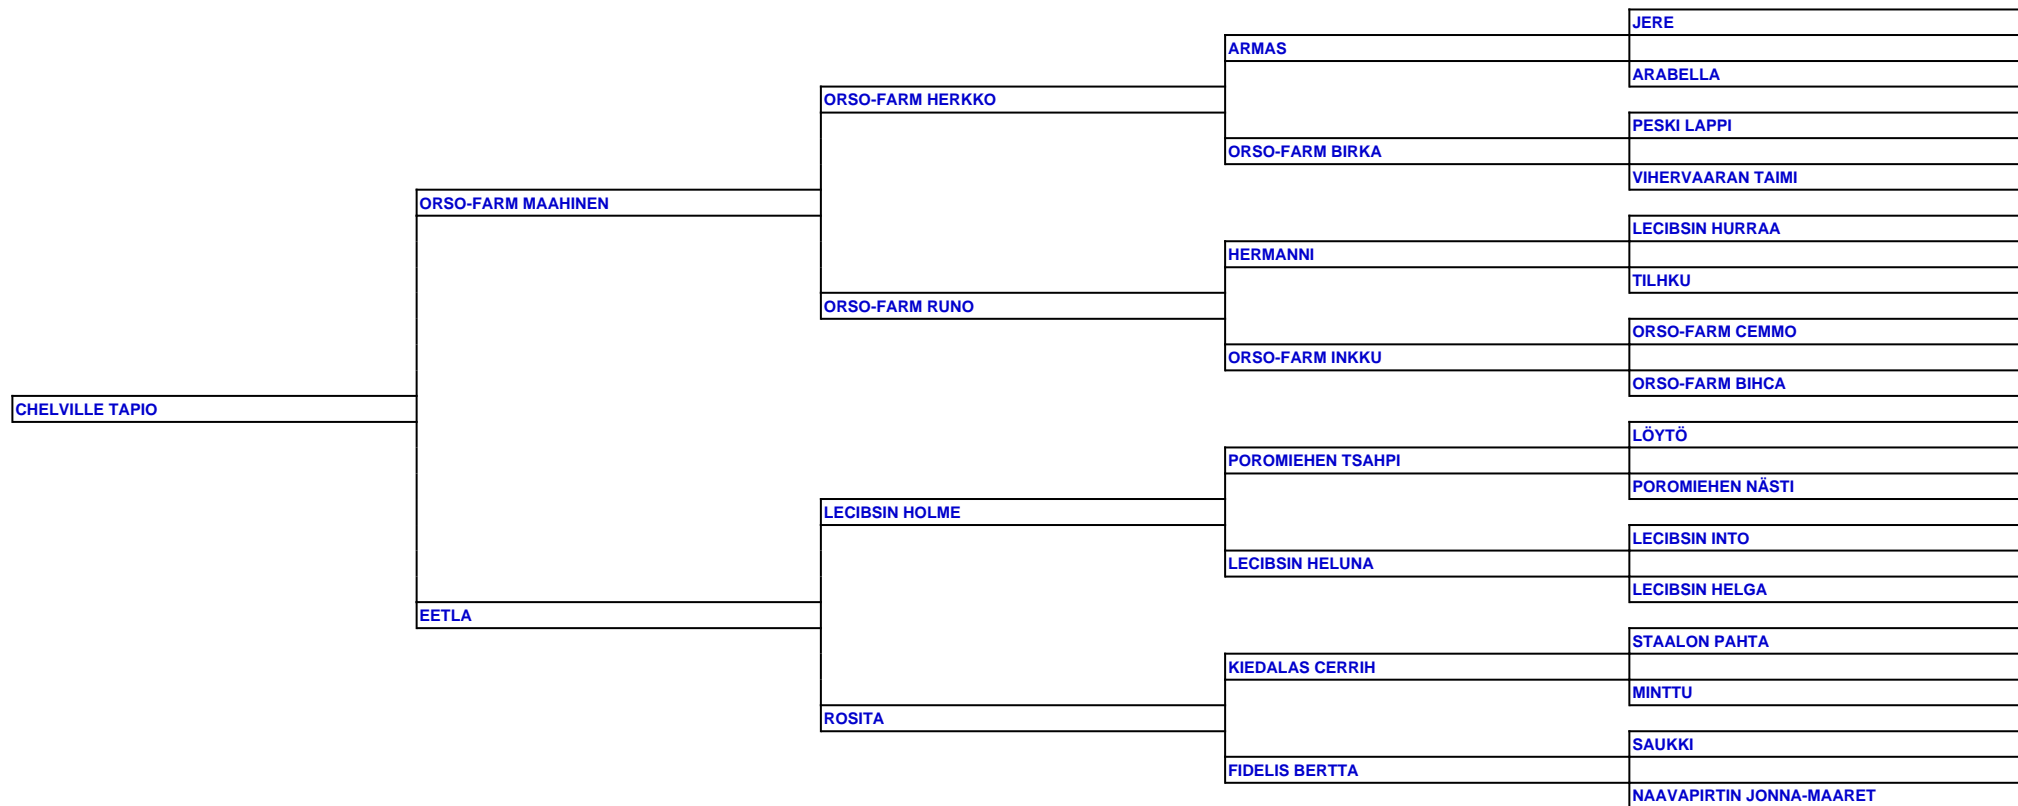 JERE
ARMAS
ARABELLA
ORSO-FARM HERKKO
PESKI LAPPI
ORSO-FARM BIRKA
VIHERVAARAN TAIMI
ORSO-FARM MAAHINEN
LECIBSIN HURRAA
HERMANNI
TILHKU
ORSO-FARM RUNO
ORSO-FARM CEMMO
ORSO-FARM INKKU
ORSO-FARM BIHCA
CHELVILLE TAPIO
LÖYTÖ
POROMIEHEN TSAHPI
POROMIEHEN NÄSTI
LECIBSIN HOLME
LECIBSIN INTO
LECIBSIN HELUNA
LECIBSIN HELGA
EETLA
STAALON PAHTA
KIEDALAS CERRIH
MINTTU
ROSITA
SAUKKI
FIDELIS BERTTA
NAAVAPIRTIN JONNA-MAARET